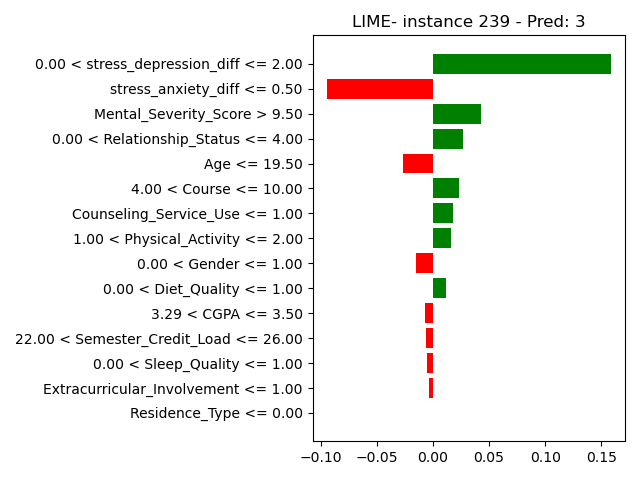 LIME- instance 239 - Pred: 3
0.00 < stress_depression_diff <= 2.00
stress_anxiety_diff <= 0.50
Mental_Severity_Score > 9.50
0.00 < Relationship_Status <= 4.00
Age <= 19.50
4.00 < Course <= 10.00
Counseling_Service_Use <= 1.00
1.00 < Physical_Activity <= 2.00
0.00 < Gender <= 1.00
0.00 < Diet_Quality <= 1.00
3.29 < CGPA <= 3.50
22.00 < Semester_Credit_Load <= 26.00
0.00 < Sleep_Quality <= 1.00
Extracurricular_Involvement <= 1.00
Residence_Type <= 0.00
−0.10 −0.05 0.00 0.05 0.10 0.15